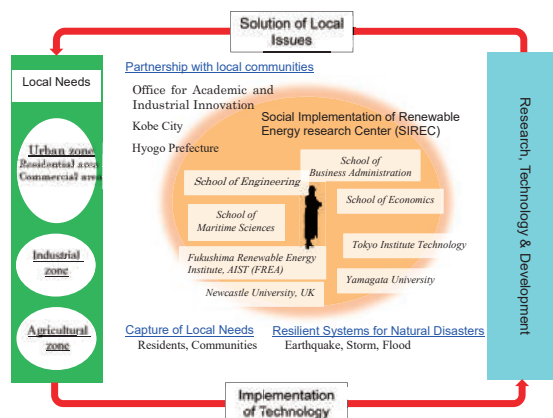 Solution of Local
Issues
Local Needs
Urban zone
Residential area
Commercial area
Industrial
zone
Agricultural
zone
Partnership with local communities
Office for Academic and
Industrial Innovation
Kobe City
Hyogo Prefecture
Social Implementation of Renewable
Energy research Center (SIREC)
School of
Business Administration
School of Engineering
School of Economics
School of
Maritime Sciences
Tokyo Institute Technology
Fukushima Renewable Energy
Institute, AIST (FREA)
Yamagata University
Newcastle University, UK
Capture of Local Needs
Residents, Communities
Resilient Systems for Natural Disasters
Earthquake, Storm, Flood
Research, Technology & Development
Implementation
of Technology